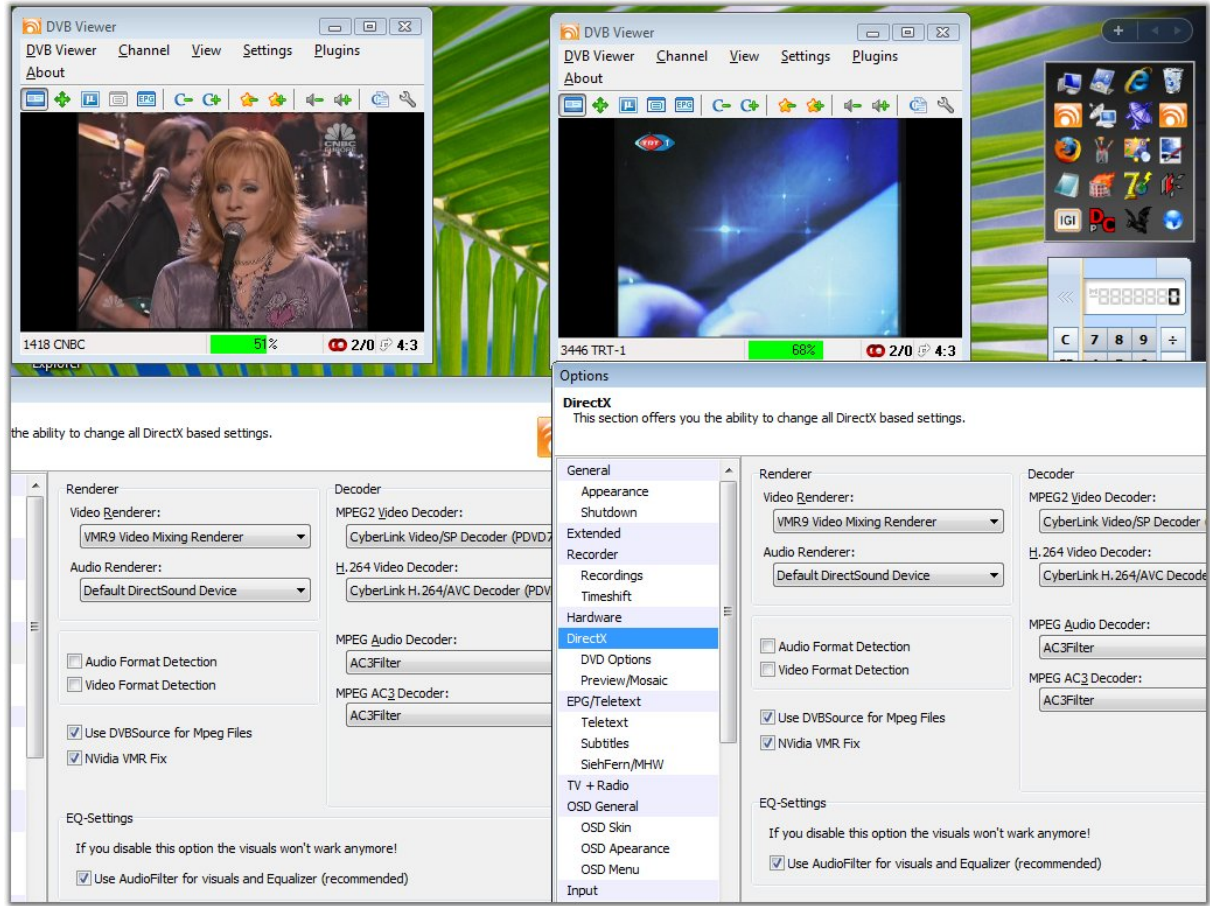 DVB Viewer
DVB Viewer Channel View Settings Plugins
About
EPG C- C+
CNBC
EUROPE
1418 CNBC 51% 2/0 4:3
DVB Viewer
DVB Viewer Channel View Settings Plugins
About
EPG C- C+
TRT 1
3446 TRT-1 68% 2/0 4:3
IGI
0
C 7 8 9 ÷
Explorer
the ability to change all DirectX based settings.
Renderer
Video Renderer:
VMR9 Video Mixing Renderer
Audio Renderer:
Default DirectSound Device
Audio Format Detection
Video Format Detection
Use DVBSource for Mpeg Files
NVidia VMR Fix
Decoder
MPEG2 Video Decoder:
CyberLink Video/SP Decoder (PDVD7
H.264 Video Decoder:
CyberLink H.264/AVC Decoder (PDV
MPEG Audio Decoder:
AC3Filter
MPEG AC3 Decoder:
AC3Filter
EQ-Settings
If you disable this option the visuals won't wark anymore!
Use AudioFilter for visuals and Equalizer (recommended)
Options
DirectX
This section offers you the ability to change all DirectX based settings.
General
Appearance
Shutdown
Extended
Recorder
Recordings
Timeshift
Hardware
DirectX
DVD Options
Preview/Mosaic
EPG/Teletext
Teletext
Subtitles
SiehFern/MHW
TV + Radio
OSD General
OSD Skin
OSD Apearance
OSD Menu
Input
Renderer
Video Renderer:
VMR9 Video Mixing Renderer
Audio Renderer:
Default DirectSound Device
Audio Format Detection
Video Format Detection
Use DVBSource for Mpeg Files
NVidia VMR Fix
Decoder
MPEG2 Video Decoder:
CyberLink Video/SP Decoder (
H.264 Video Decoder:
CyberLink H.264/AVC Decode
MPEG Audio Decoder:
AC3Filter
MPEG AC3 Decoder:
AC3Filter
EQ-Settings
If you disable this option the visuals won't wark anymore!
Use AudioFilter for visuals and Equalizer (recommended)